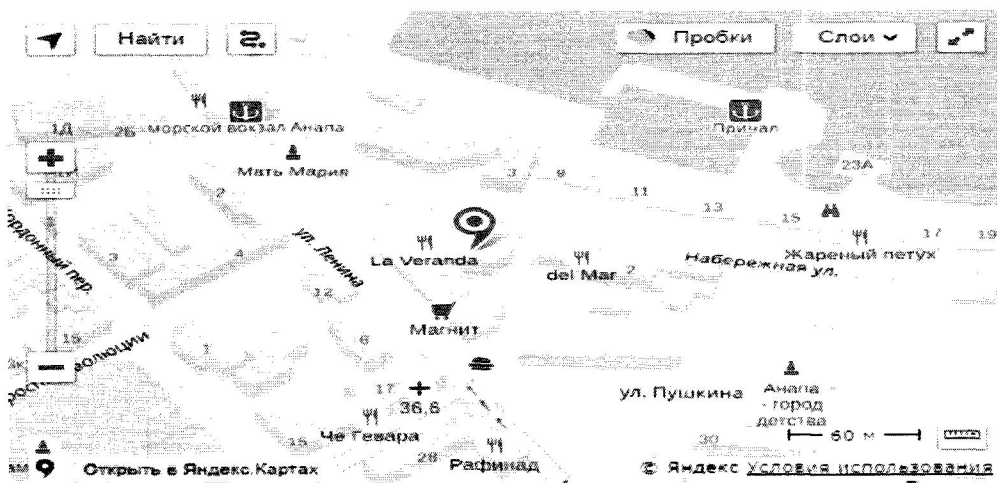 Найти
Пробки
Слои
Морской вокзал Анапа
Причал
1Д
2Б
Мать Мария
23А
3
9
11
13
15
17
19
2
ул. Ленина
La Veranda
del Mar
2
Набережная ул.
Жареный петух
3
4
12
Магнит
6
1
15
17
36,6
ул. Пушкина
Анапа
- город
детства
Че Гевара
15
28
Рафинад
30
60 м
Открыть в Яндекс.Картах
© Яндекс Условия использования